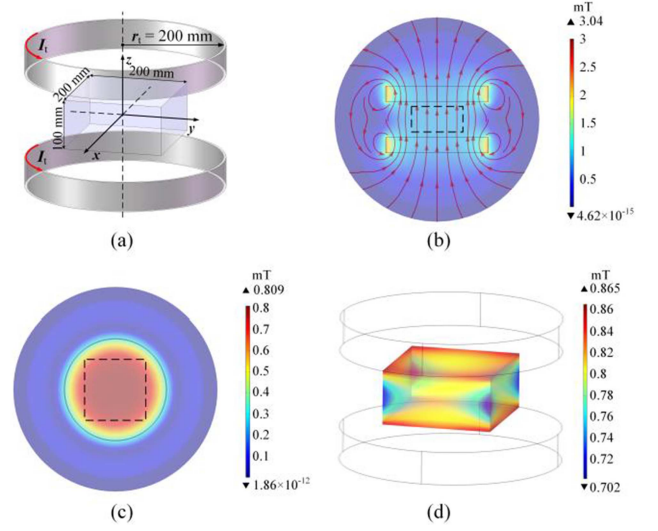 I_t
r_t = 200 mm
z
200 mm
200 mm
100 mm
y
x
I_t
(a)
mT
▲ 3.04
3
2.5
2
1.5
1
0.5
▼ 4.62×10⁻¹⁵
(b)
mT
▲ 0.809
0.8
0.7
0.6
0.5
0.4
0.3
0.2
0.1
▼ 1.86×10⁻¹²
(c)
mT
▲ 0.865
0.86
0.84
0.82
0.8
0.78
0.76
0.74
0.72
▼ 0.702
(d)